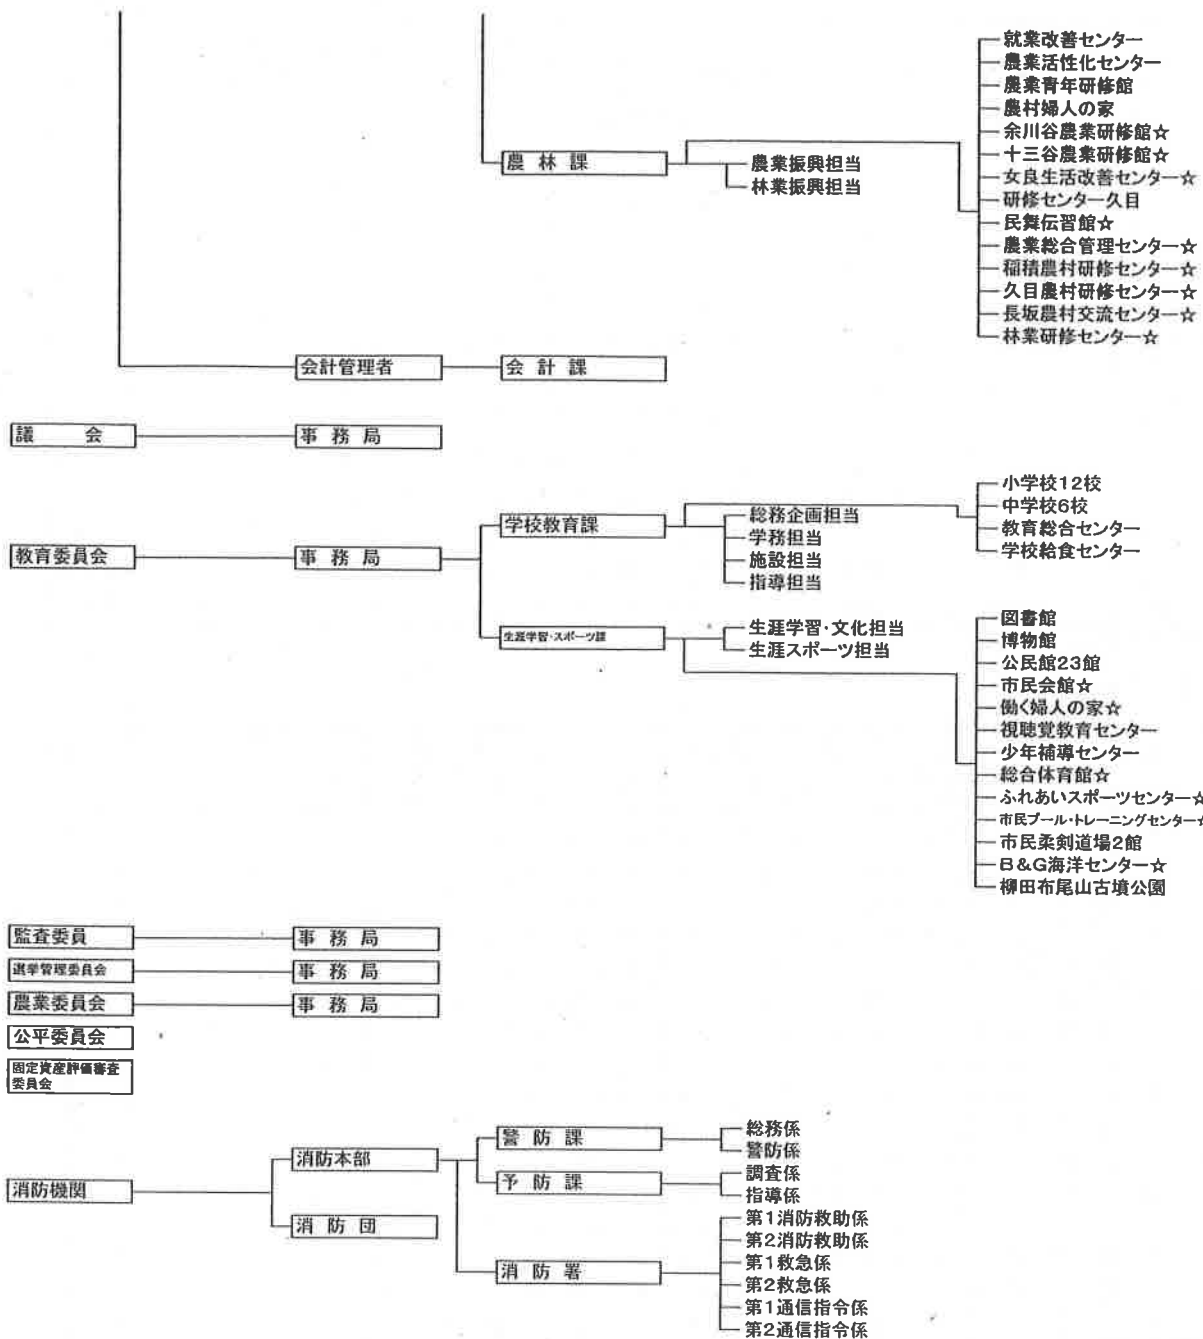 就業改善センター
農業活性化センター
農業青年研修館
農村婦人の家
余川谷農業研修館☆
十三谷農業研修館☆
女良生活改善センター☆
研修センター久目
民舞伝習館☆
農業総合管理センター☆
稲積農村研修センター☆
久目農村研修センター☆
長坂農村交流センター☆
林業研修センター☆
農林課
農業振興担当
林業振興担当
会計管理者
会計課
議会
事務局
教育委員会
事務局
学校教育課
総務企画担当
学務担当
施設担当
指導担当
小学校12校
中学校6校
教育総合センター
学校給食センター
生涯学習・スポーツ課
生涯学習・文化担当
生涯スポーツ担当
図書館
博物館
公民館23館
市民会館☆
働く婦人の家☆
視聴覚教育センター
少年補導センター
総合体育館☆
ふれあいスポーツセンター☆
市民プール・トレーニングセンター☆
市民柔剣道場2館
B&G海洋センター☆
柳田布尾山古墳公園
監査委員
事務局
選挙管理委員会
事務局
農業委員会
事務局
公平委員会
固定資産評価審査
委員会
消防機関
消防本部
消防団
警防課
総務係
警防係
予防課
調査係
指導係
消防署
第1消防救助係
第2消防救助係
第1救急係
第2救急係
第1通信指令係
第2通信指令係